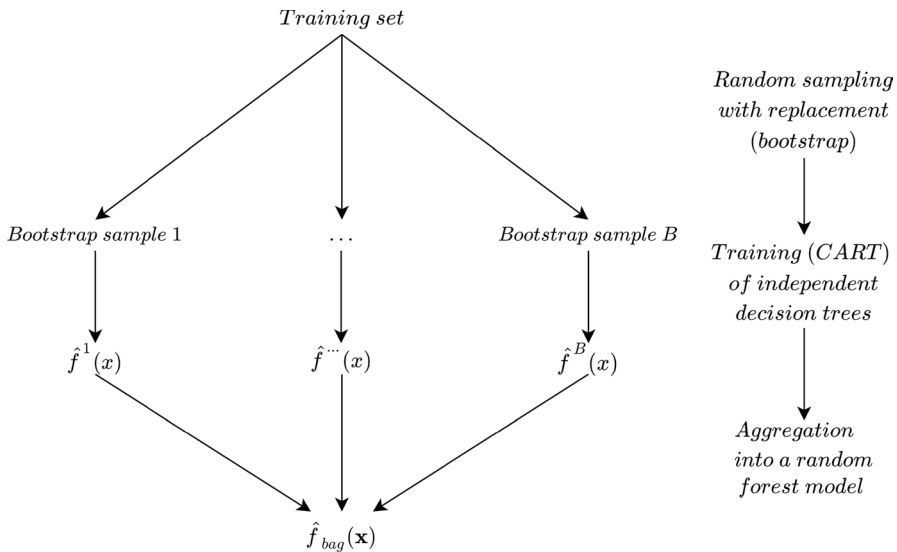 Training set
Bootstrap sample 1
...
Bootstrap sample B
f̂¹(x)
f̂^…(x)
f̂ᴮ(x)
f̂_bag(𝐱)
Random sampling
with replacement
(bootstrap)
Training (CART)
of independent
decision trees
Aggregation
into a random
forest model